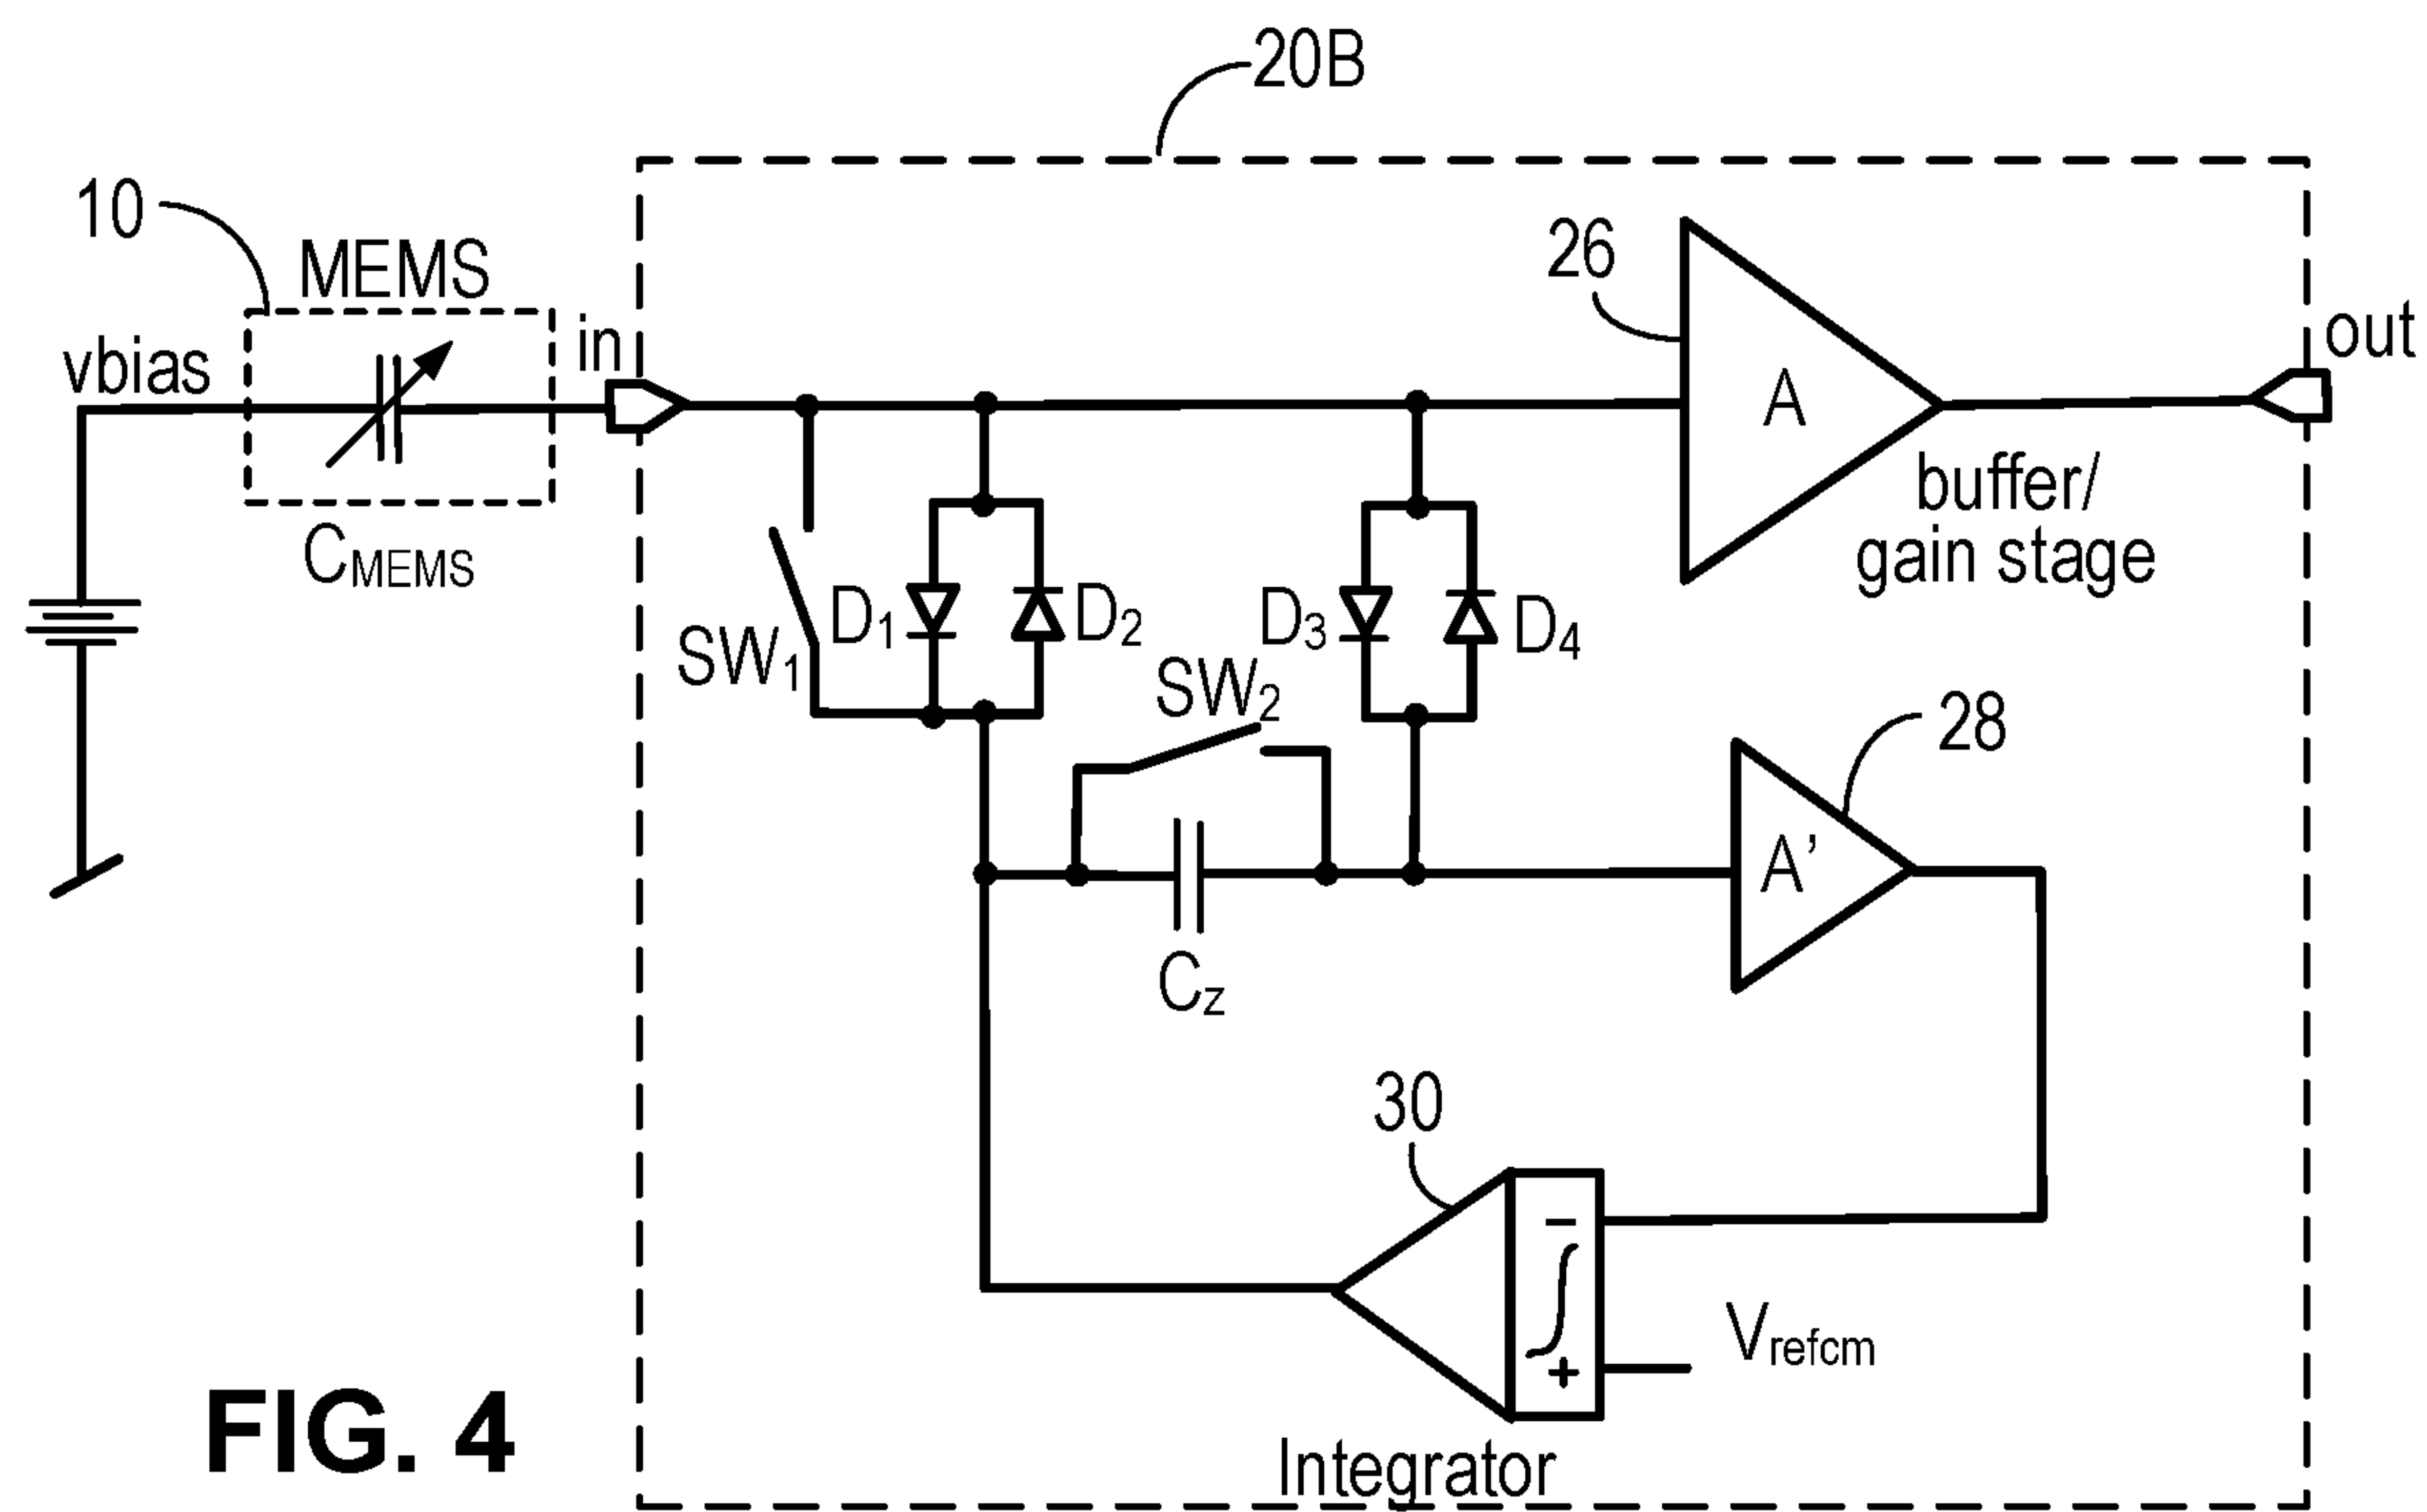 20B
10
MEMS
vbias
in
26
A
out
buffer/
gain stage
CMEMS
SW1
D1
D2
D3
D4
SW2
28
A’
Cz
30
−
+
Vrefcm
Integrator
FIG. 4